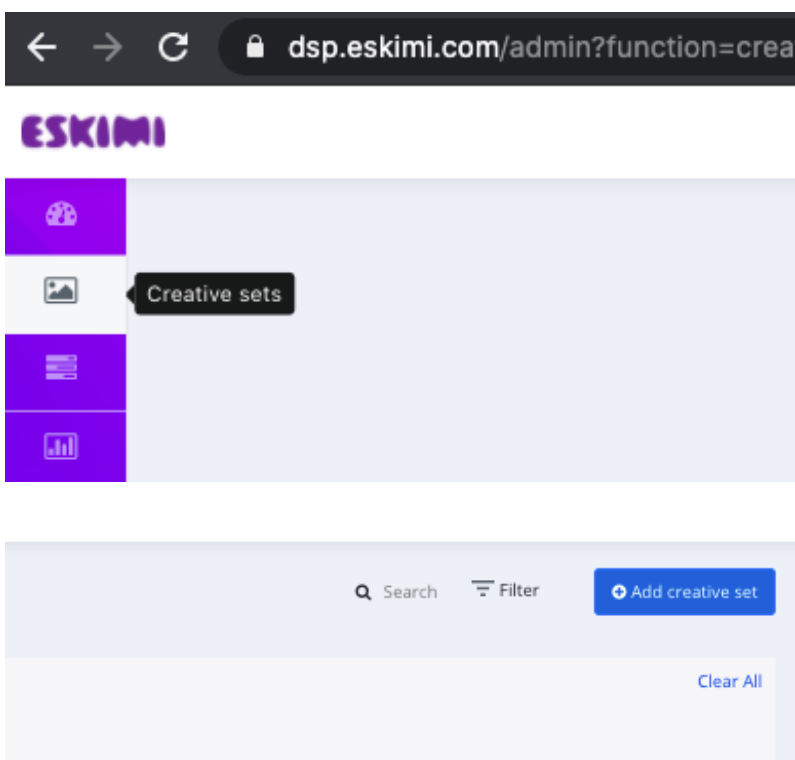 dsp.eskimi.com/admin?function=crea
ESKIMI
Creative sets
Search Filter Add creative set
Clear All